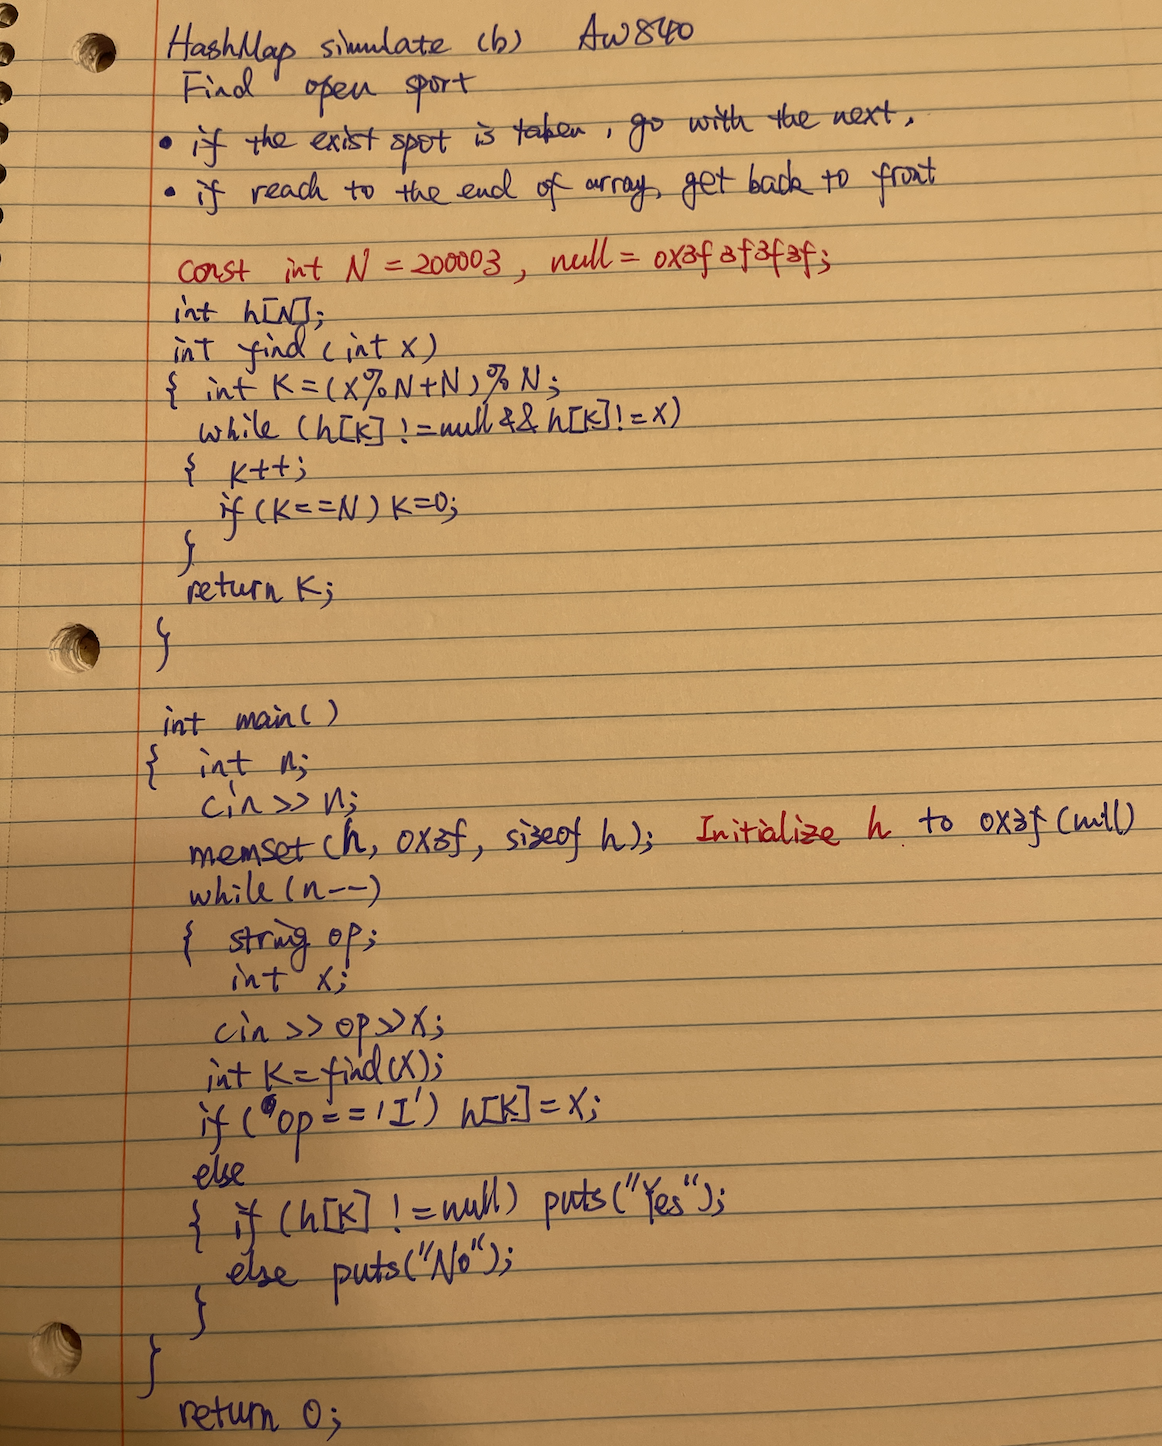 HashMap simulate (b) AW840
Find open sport
• if the exist spot is taken, go with the next.
• if reach to the end of array, get back to front
const int N = 200003, null = 0x3f3f3f3f;
int h[N];
int find (int x)
{ int K=(x%N+N)%N;
while (h[K] !=null && h[K]!=x)
{ K++;
if (K==N) K=0;
}
return K;
}
int main()
{ int n;
cin >> n;
memset(h, 0x3f, sizeof h); Initialize h to 0x3f (null)
while (n--)
{ string op;
int x;
cin >> op >> x;
int K = find(x);
if (*op == 'I') h[K] = x;
else
{ if (h[K] != null) puts("Yes");
else puts("No");
}
}
return 0;